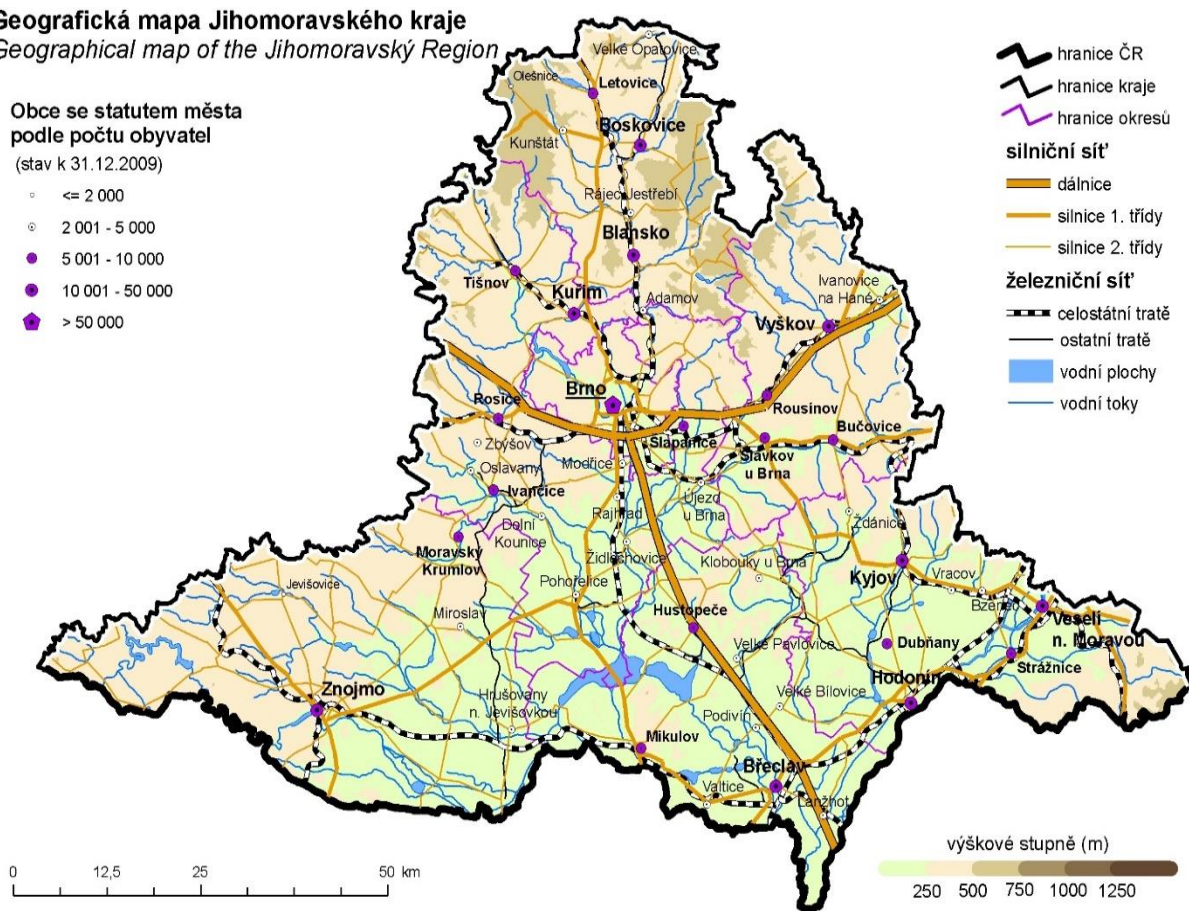 Geografická mapa Jihomoravského kraje
Geographical map of the Jihomoravský Region
Obce se statutem města
podle počtu obyvatel
(stav k 31.12.2009)
<= 2 000
2 001 - 5 000
5 001 - 10 000
10 001 - 50 000
> 50 000
hranice ČR
hranice kraje
hranice okresů
silniční síť
dálnice
silnice 1. třídy
silnice 2. třídy
železniční síť
celostátní tratě
ostatní tratě
vodní plochy
vodní toky
Velké Opatovice
Olešnice
Letovice
Boskovice
Kunštát
Rájec-Jestřebí
Blansko
Tišnov
Kuřim
Adamov
Ivanovice
na Hané
Vyškov
Brno
Rosice
Rousínov
Šlapanice
Bučovice
Slavkov
u Brna
Zbýšov
Oslavany
Modřice
Ivančice
Újezd
u Brna
Rajhrad
Dolní
Kounice
Ždánice
Moravský
Krumlov
Židlochovice
Klobouky u Brna
Kyjov
Vracov
Jevišovice
Pohořelice
Bzenec
Miroslav
Hustopeče
Veselí
n. Moravou
Velké Pavlovice
Dubňany
Strážnice
Hodonín
Znojmo
Hrušovany
n. Jevišovkou
Velké Bílovice
Podivín
Mikulov
Břeclav
Valtice
Lanžhot
0 12,5 25 50 km
výškové stupně (m)
250 500 750 1000 1250